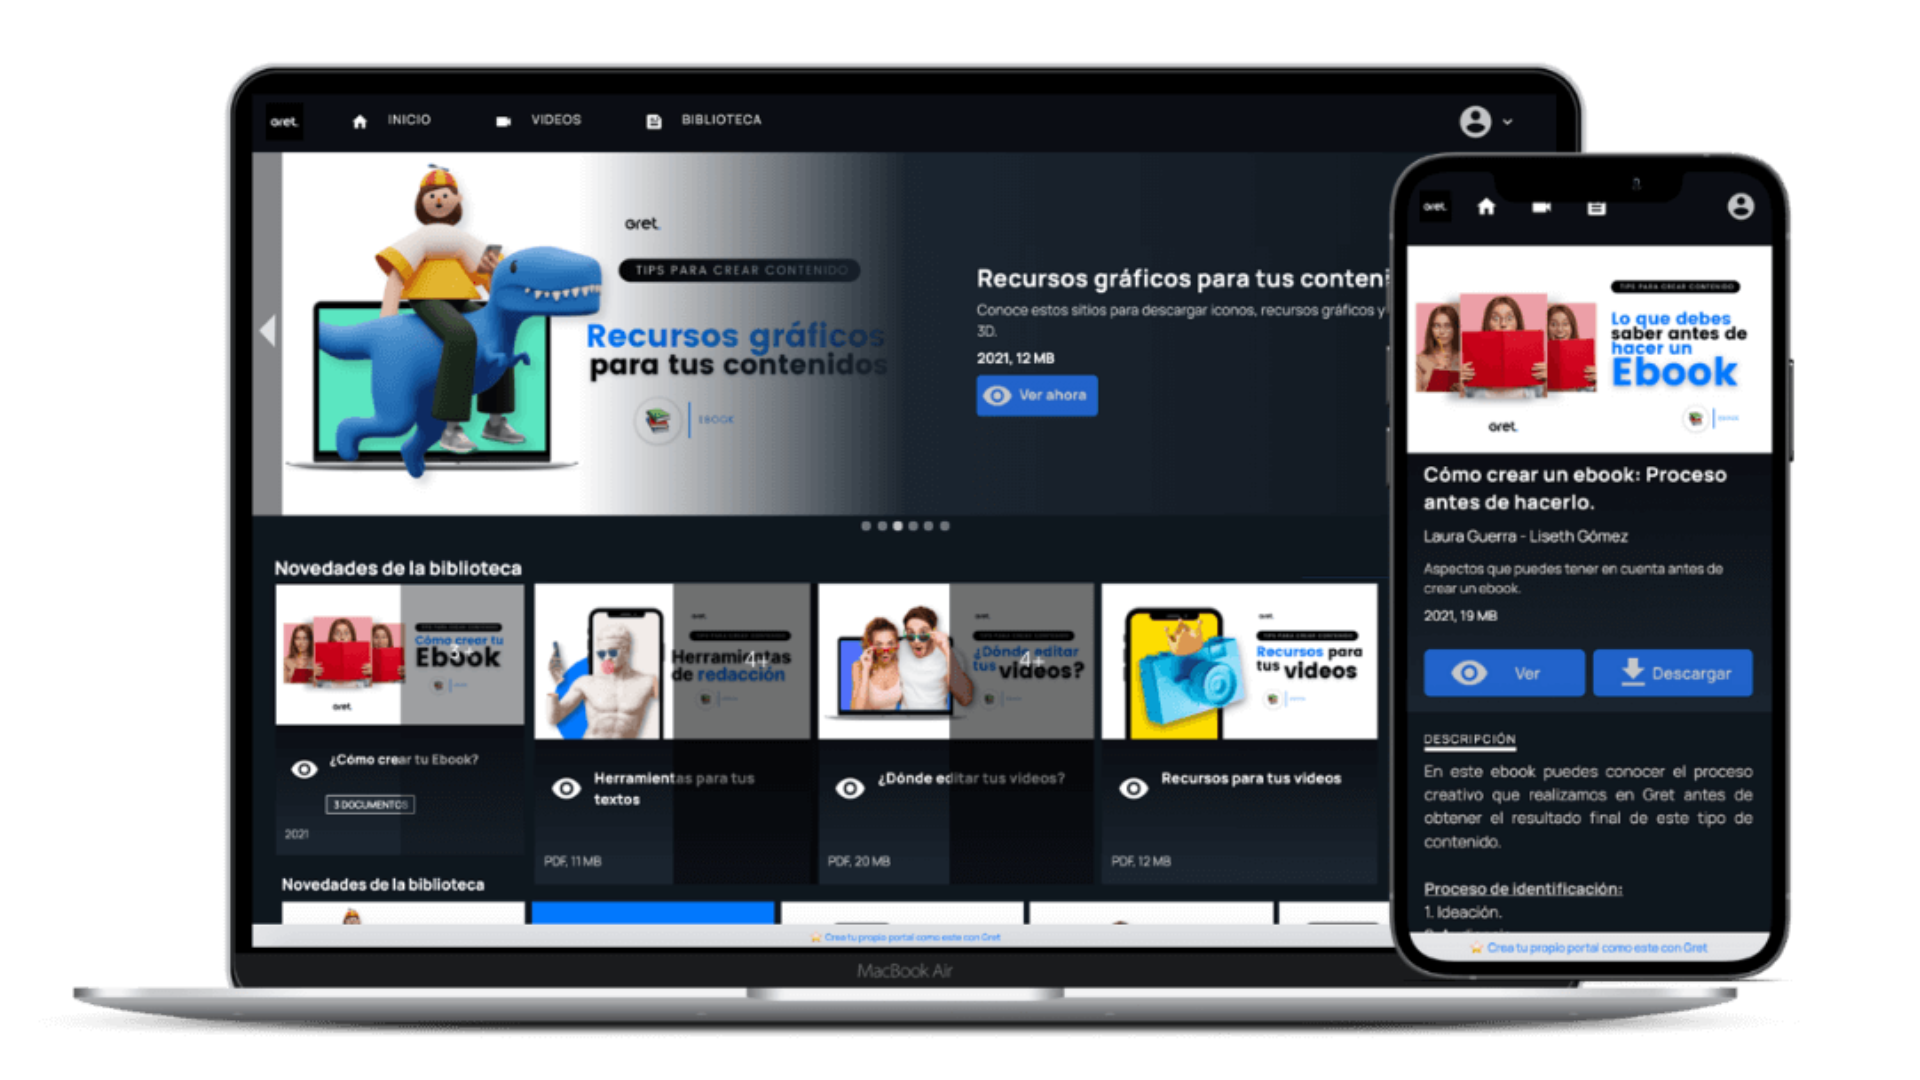 Gret.
INICIO
VIDEOS
BIBLIOTECA
Gret.
TIPS PARA CREAR CONTENIDO
Recursos gráficos
para tus contenidos
EBOOK
Recursos gráficos para tus conteni
Conoce estos sitios para descargar iconos, recursos gráficos y
3D.
2021, 12 MB
Ver ahora
Novedades de la biblioteca
Cómo crear tu
Ebook
3+
Gret.
¿Cómo crear tu Ebook?
3 DOCUMENTOS
2021
Herramientas
de redacción
4+
Herramientas para tus
textos
PDF, 11 MB
¿Dónde editar
tus videos?
4+
¿Dónde editar tus videos?
PDF, 20 MB
TIPS PARA CREAR CONTENIDO
Recursos para
tus videos
Recursos para tus videos
PDF, 12 MB
Novedades de la biblioteca
Crea tu propio portal como este con Gret
MacBook Air
Gret.
TIPS PARA CREAR CONTENIDO
Lo que debes
saber antes de
hacer un
Ebook
Gret.
Cómo crear un ebook: Proceso
antes de hacerlo.
Laura Guerra - Liseth Gómez
Aspectos que puedes tener en cuenta antes de
crear un ebook.
2021, 19 MB
Ver
Descargar
DESCRIPCIÓN
En este ebook puedes conocer el proceso
creativo que realizamos en Gret antes de
obtener el resultado final de este tipo de
contenido.
Proceso de identificación:
1. Ideación.
Crea tu propio portal como este con Gret